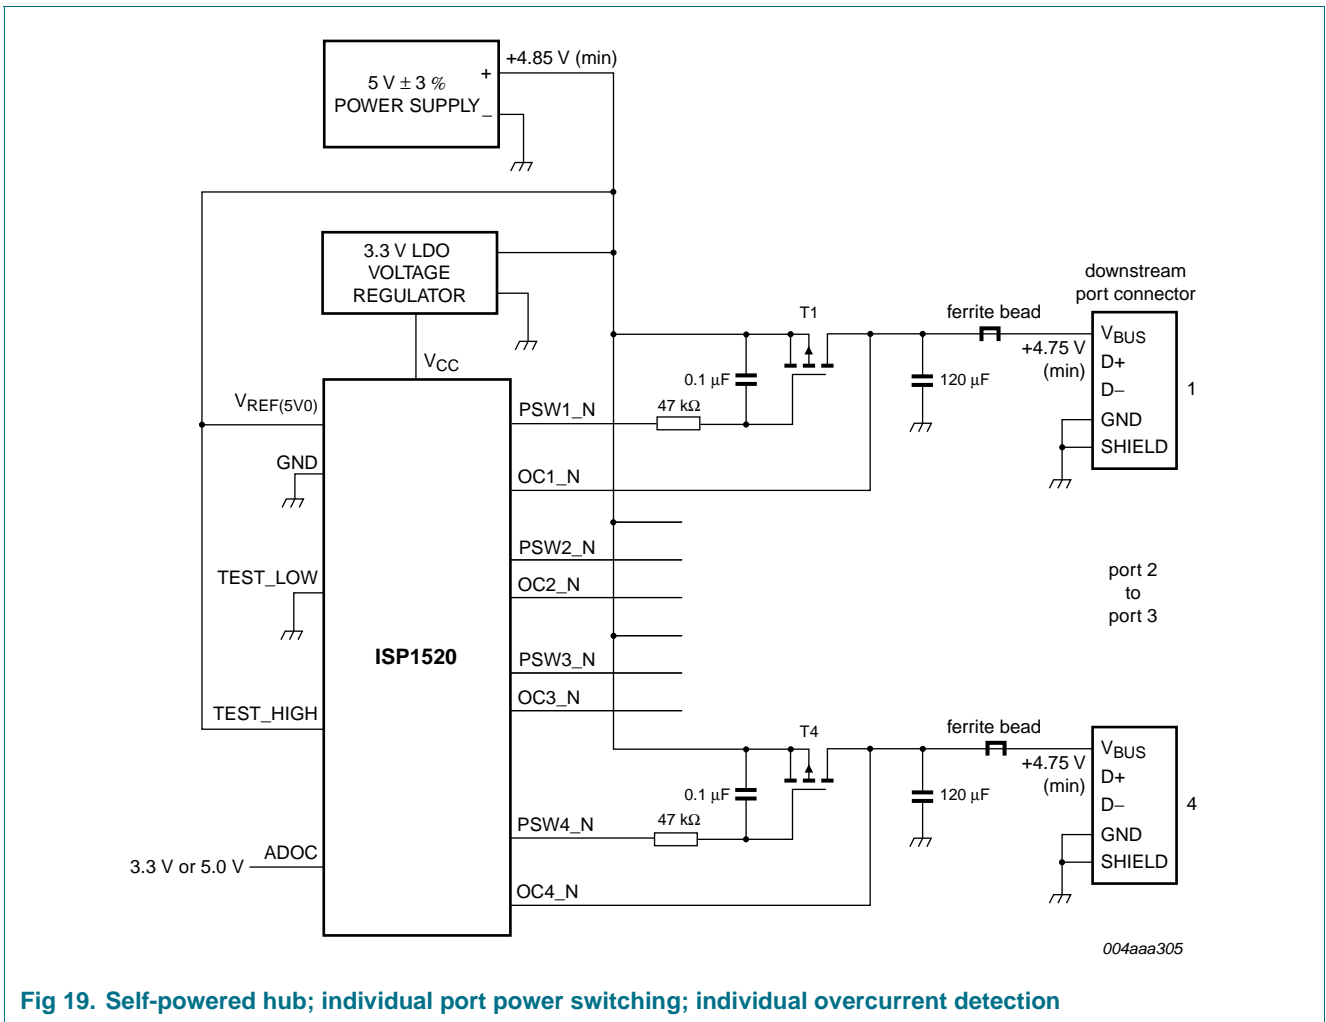 +4.85 V (min)
5 V ± 3 %
POWER SUPPLY
+
−
3.3 V LDO
VOLTAGE
REGULATOR
VCC
VREF(5V0)
GND
TEST_LOW
TEST_HIGH
3.3 V or 5.0 V
ADOC
ISP1520
PSW1_N
OC1_N
PSW2_N
OC2_N
PSW3_N
OC3_N
PSW4_N
OC4_N
47 kΩ
0.1 μF
T1
120 μF
ferrite bead
+4.75 V
(min)
downstream
port connector
VBUS
D+
D−
GND
SHIELD
1
port 2
to
port 3
47 kΩ
0.1 μF
T4
120 μF
ferrite bead
+4.75 V
(min)
VBUS
D+
D−
GND
SHIELD
4
004aaa305
Fig 19. Self-powered hub; individual port power switching; individual overcurrent detection